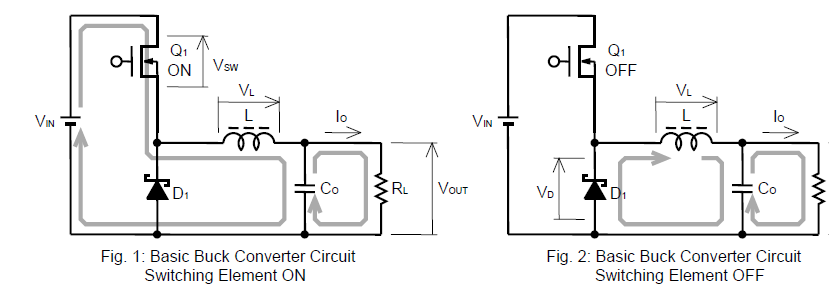 Q1
ON
VSW
VL
L
IO
VIN
D1
CO
RL
VOUT
Fig. 1: Basic Buck Converter Circuit
Switching Element ON
Q1
OFF
VL
L
IO
VIN
VD
D1
CO
Fig. 2: Basic Buck Converter Circuit
Switching Element OFF